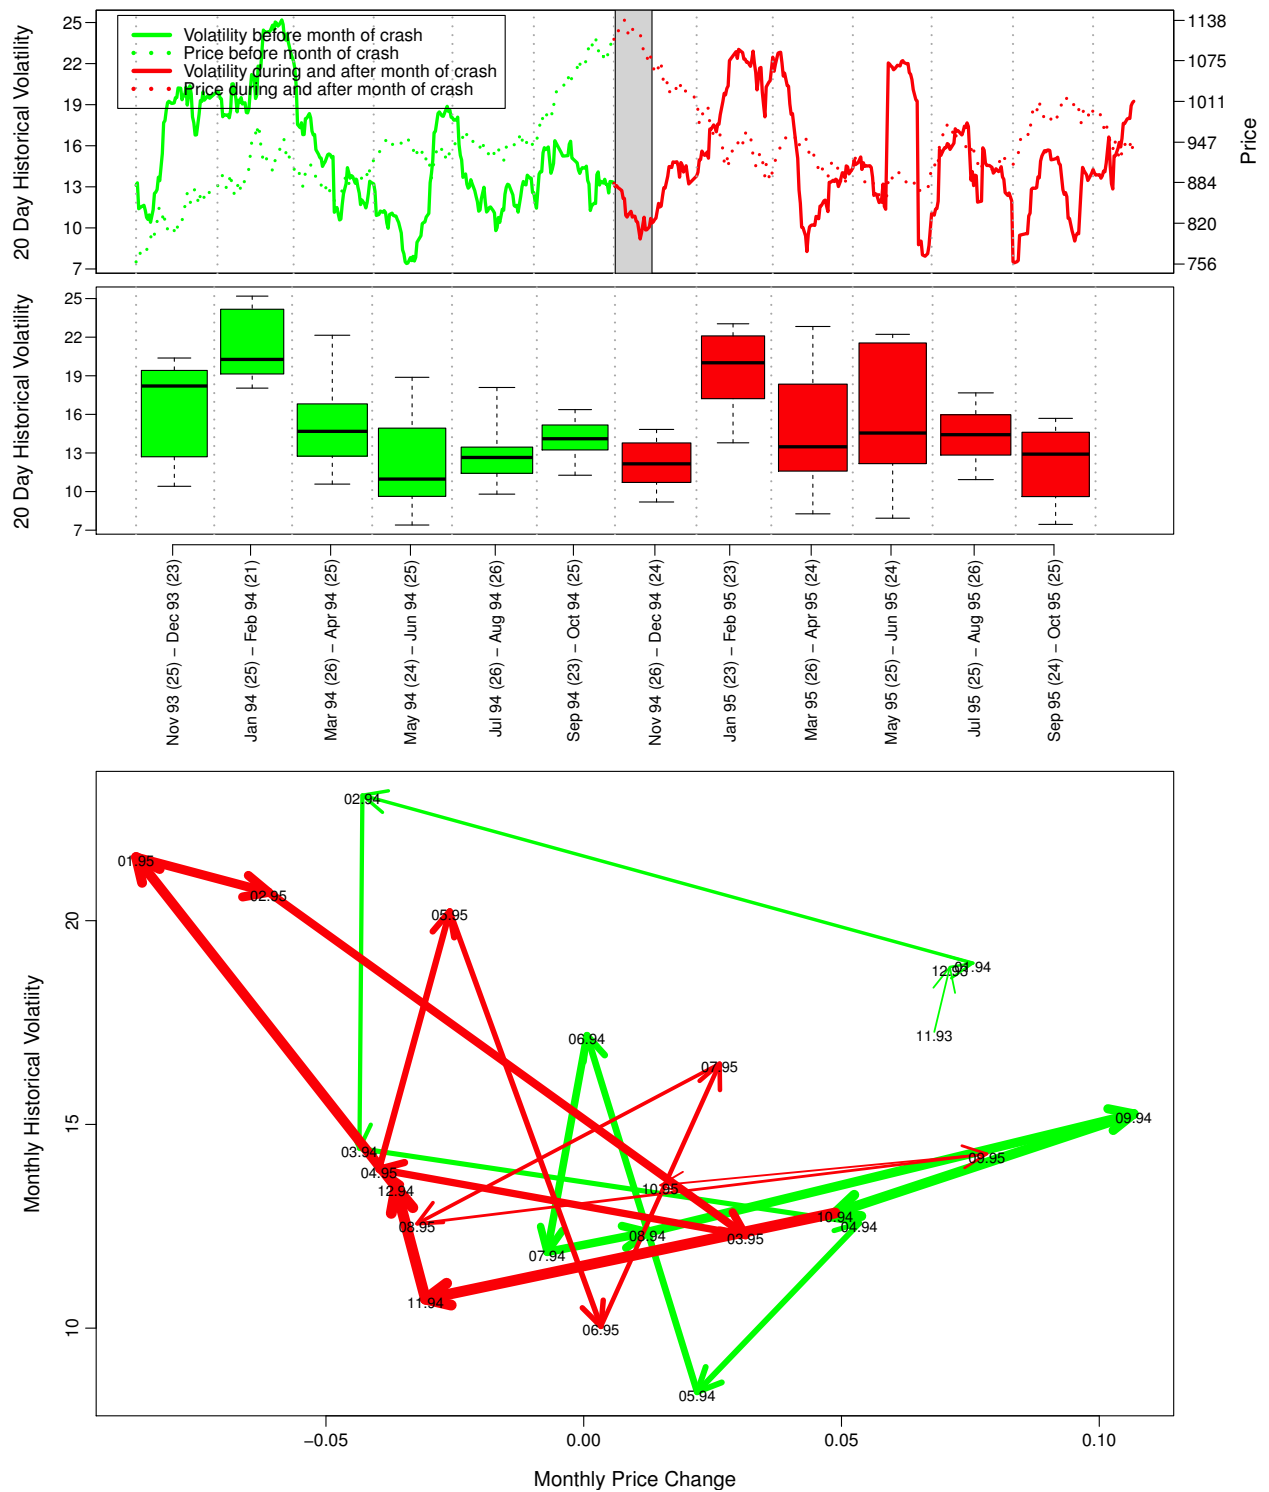 20 Day Historical Volatility
25
22
19
16
13
10
7
Volatility before month of crash
Price before month of crash
Volatility during and after month of crash
Price during and after month of crash
1138
1075
1011
947
884
820
756
Price
20 Day Historical Volatility
25
22
19
16
13
10
7
Nov 93 (25) − Dec 93 (23)
Jan 94 (25) − Feb 94 (21)
Mar 94 (26) − Apr 94 (25)
May 94 (24) − Jun 94 (25)
Jul 94 (26) − Aug 94 (26)
Sep 94 (23) − Oct 94 (25)
Nov 94 (26) − Dec 94 (24)
Jan 95 (23) − Feb 95 (23)
Mar 95 (26) − Apr 95 (24)
May 95 (25) − Jun 95 (24)
Jul 95 (25) − Aug 95 (26)
Sep 95 (24) − Oct 95 (25)
Monthly Historical Volatiity
20
15
10
02.94
01.95
02.95
05.95
12.93
01.94
11.93
06.94
07.95
09.94
03.94
09.95
04.95
12.94
10.95
10.94
08.95
04.94
08.94
03.95
07.94
11.94
06.95
05.94
−0.05
0.00
0.05
0.10
Monthly Price Change